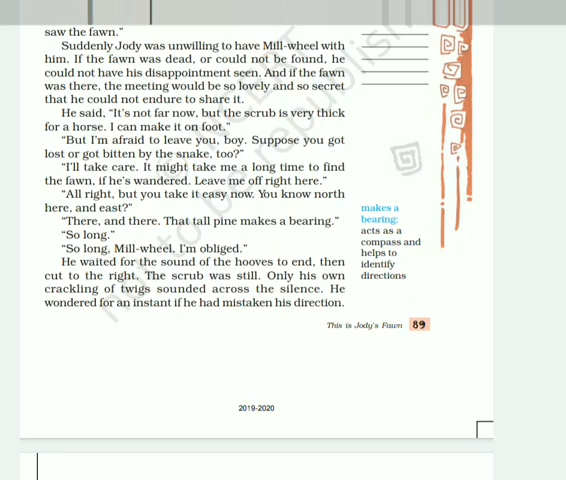 saw the fawn.”
Suddenly Jody was unwilling to have Mill-wheel with
him. If the fawn was dead, or could not be found, he
could not have his disappointment seen. And if the fawn
was there, the meeting would be so lovely and so secret
that he could not endure to share it.
He said, “It’s not far now, but the scrub is very thick
for a horse. I can make it on foot.”
“But I’m afraid to leave you, boy. Suppose you got
lost or got bitten by the snake, too?”
“I’ll take care. It might take me a long time to find
the fawn, if he’s wandered. Leave me off right here.”
“All right, but you take it easy now. You know north
here, and east?”
“There, and there. That tall pine makes a bearing.”
“So long.”
“So long, Mill-wheel, I’m obliged.”
He waited for the sound of the hooves to end, then
cut to the right. The scrub was still. Only his own
crackling of twigs sounded across the silence. He
wondered for an instant if he had mistaken his direction.
makes a
bearing:
acts as a
compass and
helps to
identify
directions
This is Jody’s Fawn 89
2019-2020
not to be republish